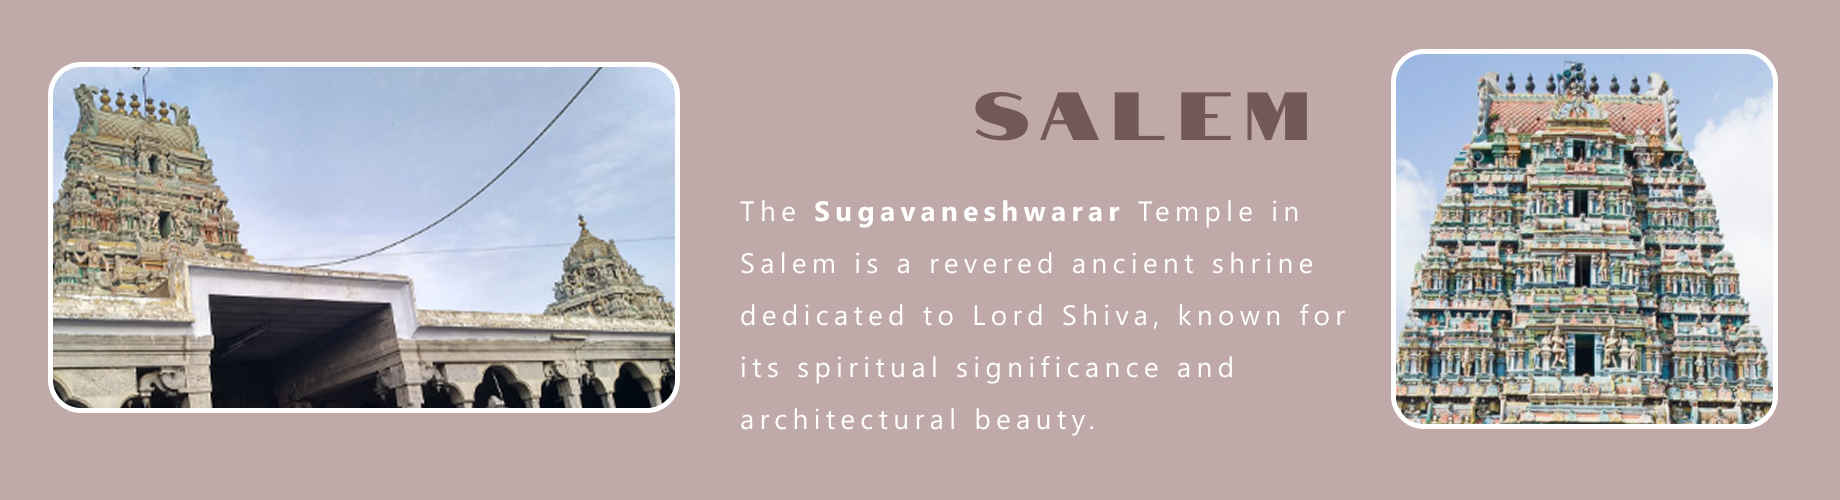 SALEM
The Sugavaneshwarar Temple in
Salem is a revered ancient shrine
dedicated to Lord Shiva, known for
its spiritual significance and
architectural beauty.